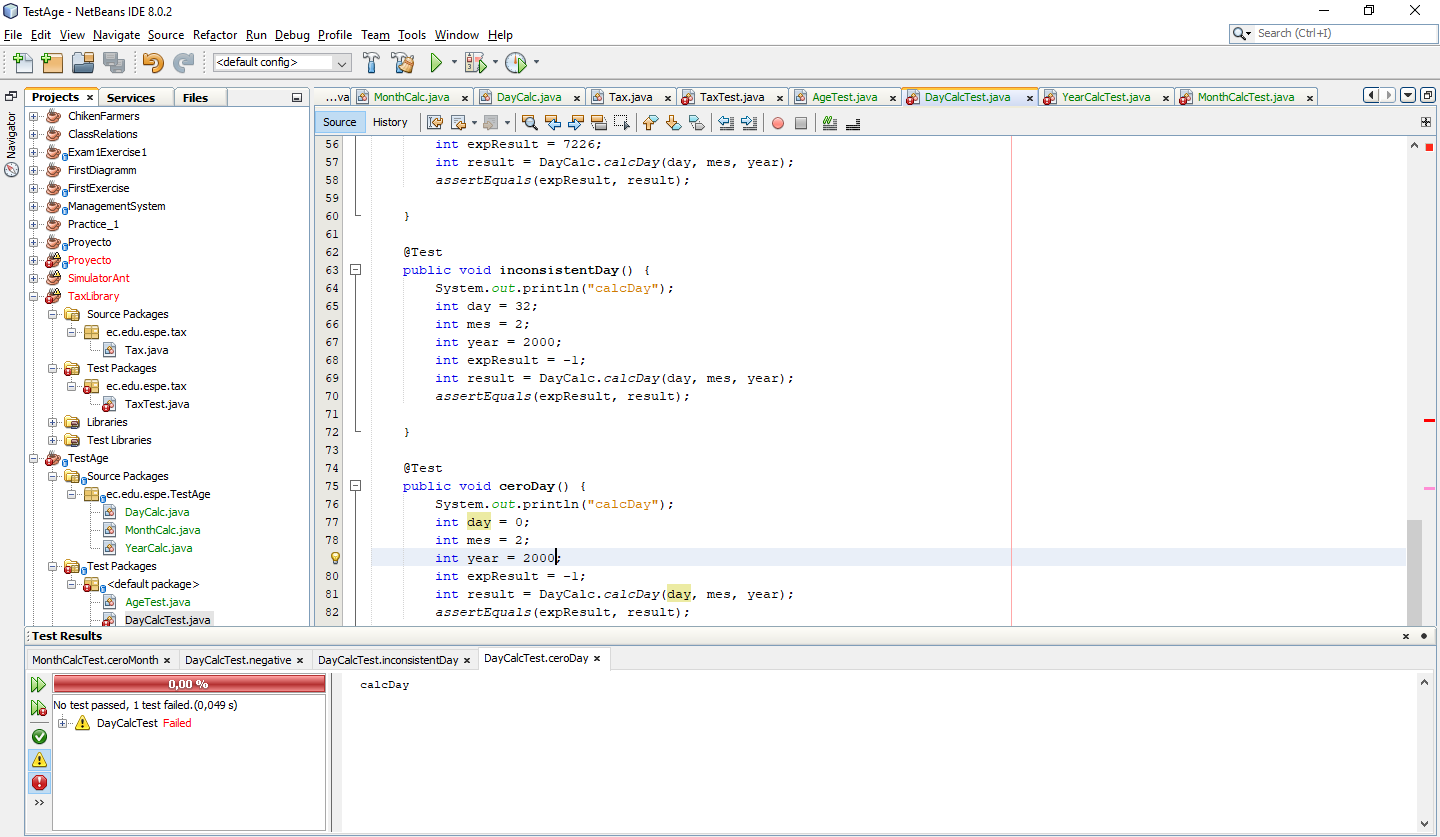 TestAge - NetBeans IDE 8.0.2
File Edit View Navigate Source Refactor Run Debug Profile Team Tools Window Help
Search (Ctrl+I)
<default config>
Projects Services Files
Navigator
ChikenFarmers
ClassRelations
Exam1Exercise1
FirstDiagramm
FirstExercise
ManagementSystem
Practice_1
Proyecto
Proyecto
SimulatorAnt
TaxLibrary
Source Packages
ec.edu.espe.tax
Tax.java
Test Packages
ec.edu.espe.tax
TaxTest.java
Libraries
Test Libraries
TestAge
Source Packages
ec.edu.espe.TestAge
DayCalc.java
MonthCalc.java
YearCalc.java
Test Packages
<default package>
AgeTest.java
DayCalcTest.java
...va MonthCalc.java DayCalc.java Tax.java TaxTest.java AgeTest.java DayCalcTest.java YearCalcTest.java MonthCalcTest.java
Source History
56 int expResult = 7226;
57 int result = DayCalc.calcDay(day, mes, year);
58 assertEquals(expResult, result);
59
60 }
61
62 @Test
63 public void inconsistentDay() {
64 System.out.println("calcDay");
65 int day = 32;
66 int mes = 2;
67 int year = 2000;
68 int expResult = -1;
69 int result = DayCalc.calcDay(day, mes, year);
70 assertEquals(expResult, result);
71
72 }
73
74 @Test
75 public void ceroDay() {
76 System.out.println("calcDay");
77 int day = 0;
78 int mes = 2;
int year = 2000;
80 int expResult = -1;
81 int result = DayCalc.calcDay(day, mes, year);
82 assertEquals(expResult, result);
Test Results
MonthCalcTest.ceroMonth DayCalcTest.negative DayCalcTest.inconsistentDay DayCalcTest.ceroDay
0,00 %
No test passed, 1 test failed.(0,049 s)
DayCalcTest Failed
calcDay